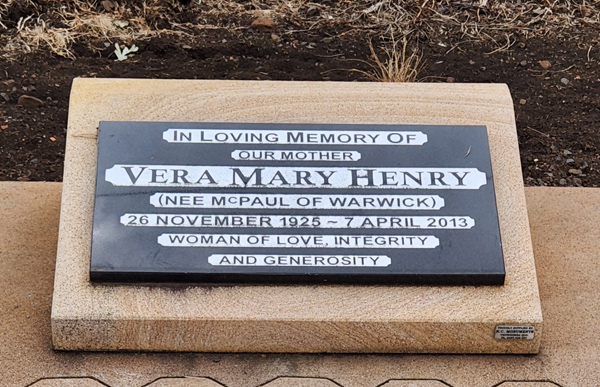 IN LOVING MEMORY OF
OUR MOTHER
VERA MARY HENRY
(NEE MCPAUL OF WARWICK)
26 NOVEMBER 1925 ~ 7 APRIL 2013
WOMAN OF LOVE, INTEGRITY
AND GENEROSITY